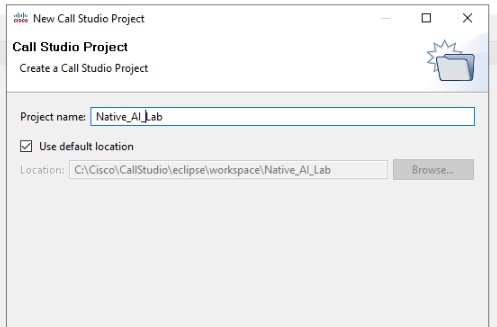 cisco New Call Studio Project
Call Studio Project
Create a Call Studio Project
Project name: Native_AI_Lab
Use default location
Location: C:\Cisco\CallStudio\eclipse\workspace\Native_AI_Lab Browse...